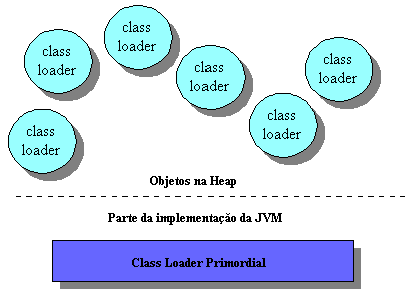 class
loader
class
loader
class
loader
class
loader
class
loader
class
loader
Objetos na Heap
Parte da implementação da JVM
Class Loader Primordial